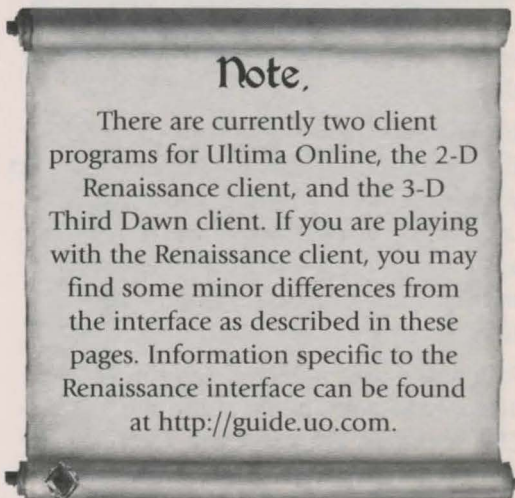 Note,
There are currently two client
programs for Ultima Online, the 2-D
Renaissance client, and the 3-D
Third Dawn client. If you are playing
with the Renaissance client, you may
find some minor differences from
the interface as described in these
pages. Information specific to the
Renaissance interface can be found
at http://guide.uo.com.